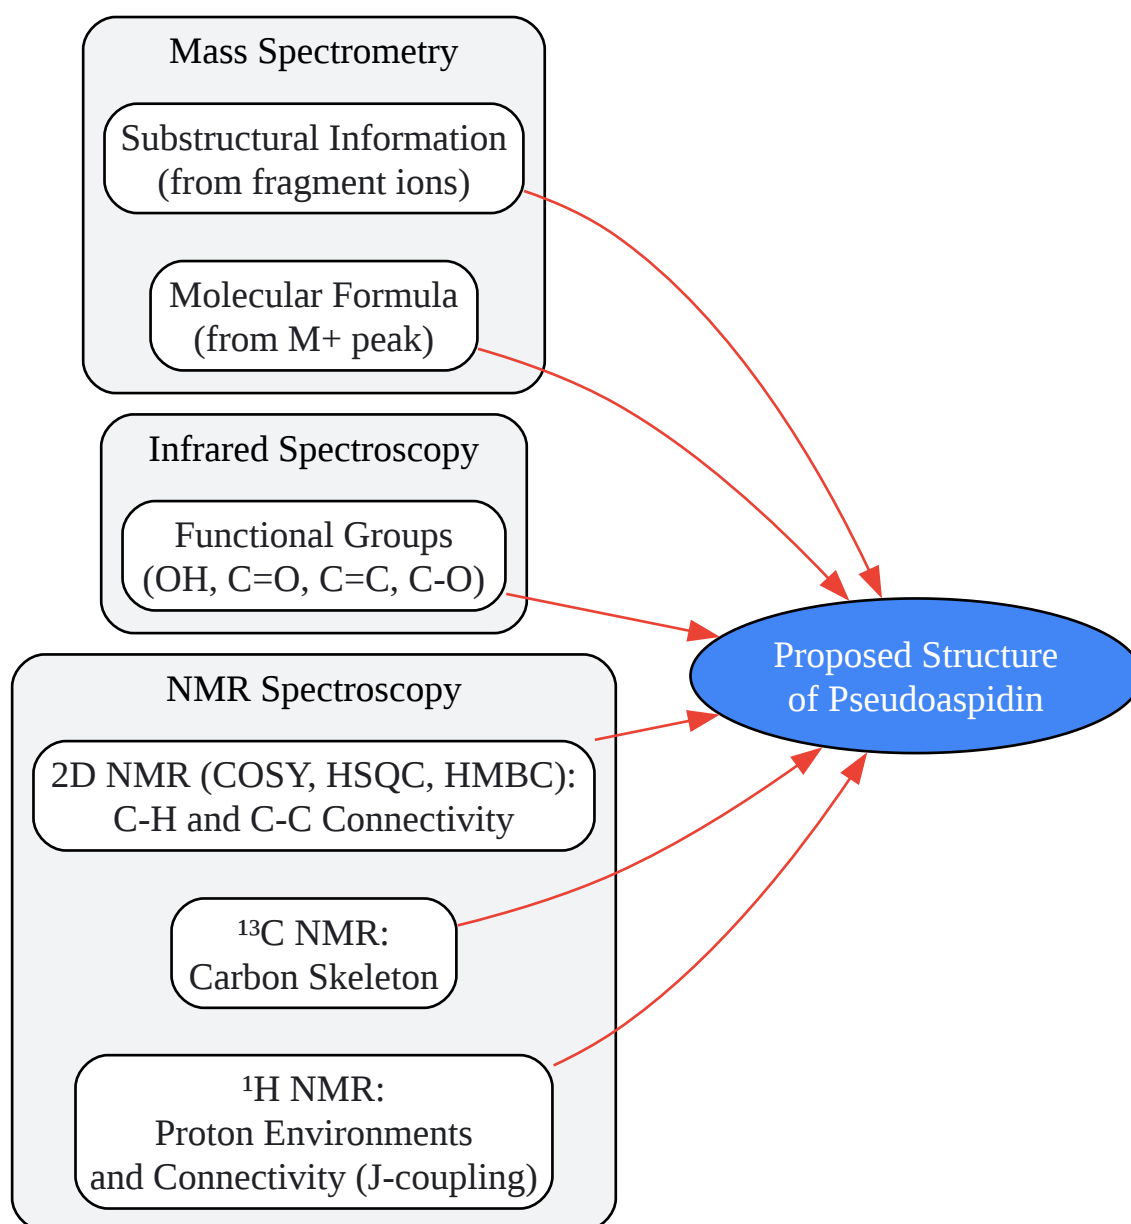 Mass Spectrometry
Substructural Information
(from fragment ions)
Molecular Formula
(from M+ peak)
Infrared Spectroscopy
Functional Groups
(OH, C=O, C=C, C-O)
NMR Spectroscopy
2D NMR (COSY, HSQC, HMBC):
C-H and C-C Connectivity
¹³C NMR:
Carbon Skeleton
¹H NMR:
Proton Environments
and Connectivity (J-coupling)
Proposed Structure
of Pseudoaspidin